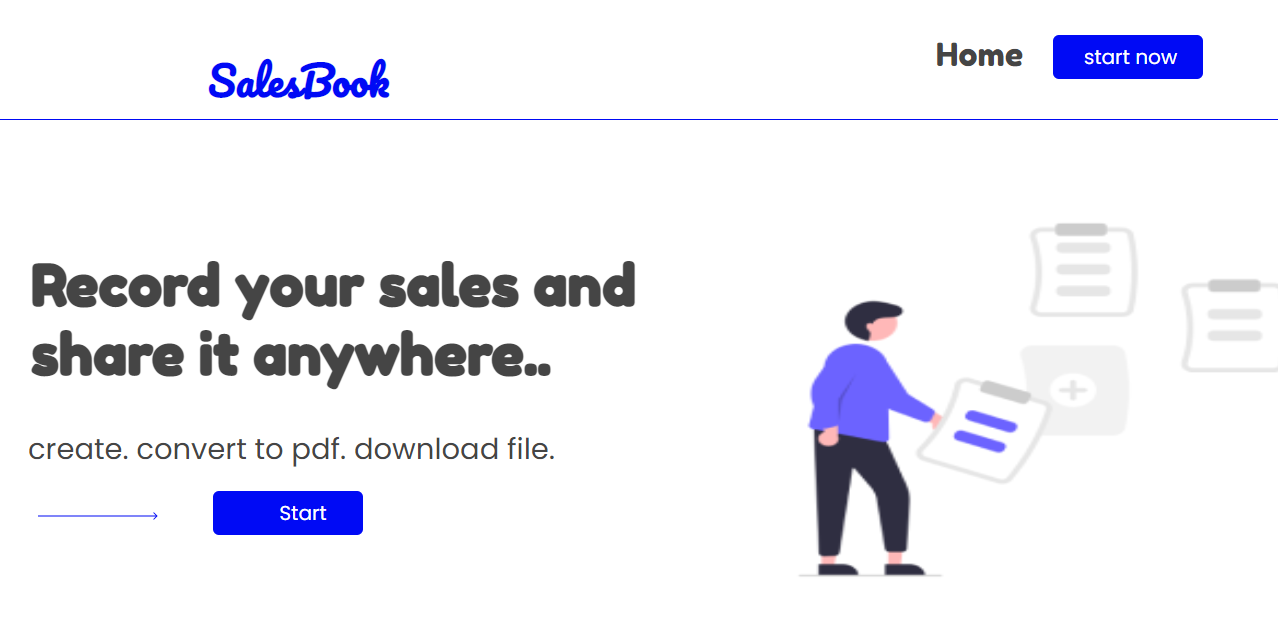 SalesBook
Home
start now
Record your sales and
share it anywhere..
create. convert to pdf. download file.
Start